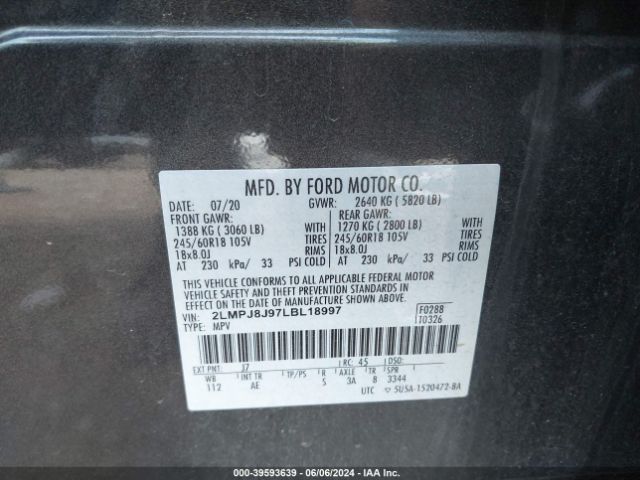 MFD. BY FORD MOTOR CO.
DATE: 07/20 GVWR: 2640 KG ( 5820 LB)
FRONT GAWR: REAR GAWR:
1388 KG ( 3060 LB) WITH 1270 KG ( 2800 LB) WITH
245/60R18 105V TIRES 245/60R18 105V TIRES
18x8.0J RIMS 18x8.0J RIMS
AT 230 kPa/ 33 PSI COLD AT 230 kPa/ 33 PSI COLD
THIS VEHICLE CONFORMS TO ALL APPLICABLE FEDERAL MOTOR
VEHICLE SAFETY AND THEFT PREVENTION STANDARDS
IN EFFECT ON THE DATE OF MANUFACTURE SHOWN ABOVE.
VIN: 2LMPJ8J97LBL18997 F0288
TYPE: MPV T0326
EXT PNT: J7 RC: 45 DSO:
WB INT TR TP/PS R AXLE TR SPR
112 AE S 3A 8 3344
UTC 5U5A-1520472-BA
000-39593639 - 06/06/2024 - IAA Inc.